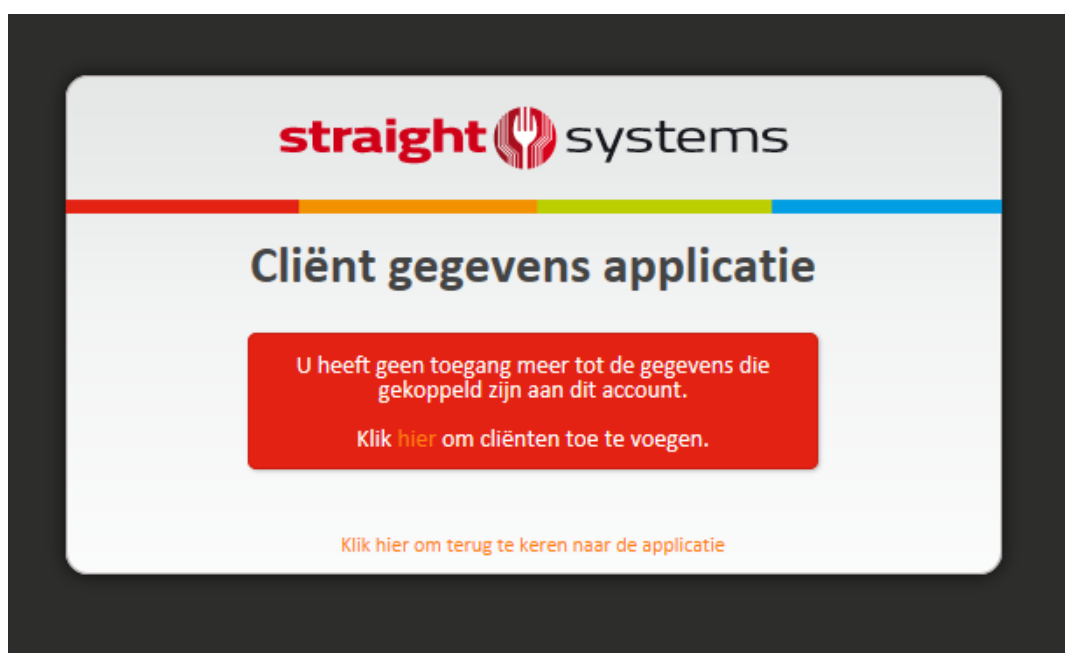 straight systems
Cliënt gegevens applicatie
U heeft geen toegang meer tot de gegevens die
gekoppeld zijn aan dit account.
Klik hier om cliënten toe te voegen.
Klik hier om terug te keren naar de applicatie